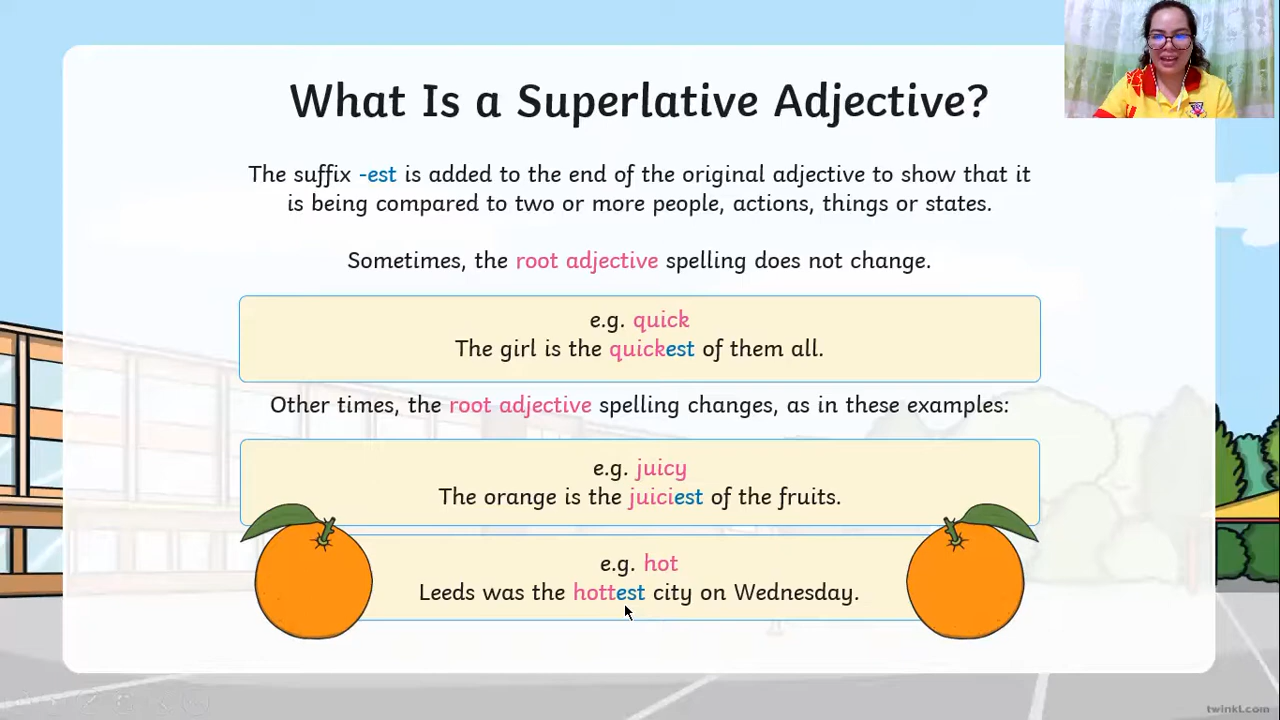 What Is a Superlative Adjective?
The suffix -est is added to the end of the original adjective to show that it
is being compared to two or more people, actions, things or states.
Sometimes, the root adjective spelling does not change.
e.g. quick
The girl is the quickest of them all.
Other times, the root adjective spelling changes, as in these examples:
e.g. juicy
The orange is the juiciest of the fruits.
e.g. hot
Leeds was the hottest city on Wednesday.
twinkl.com